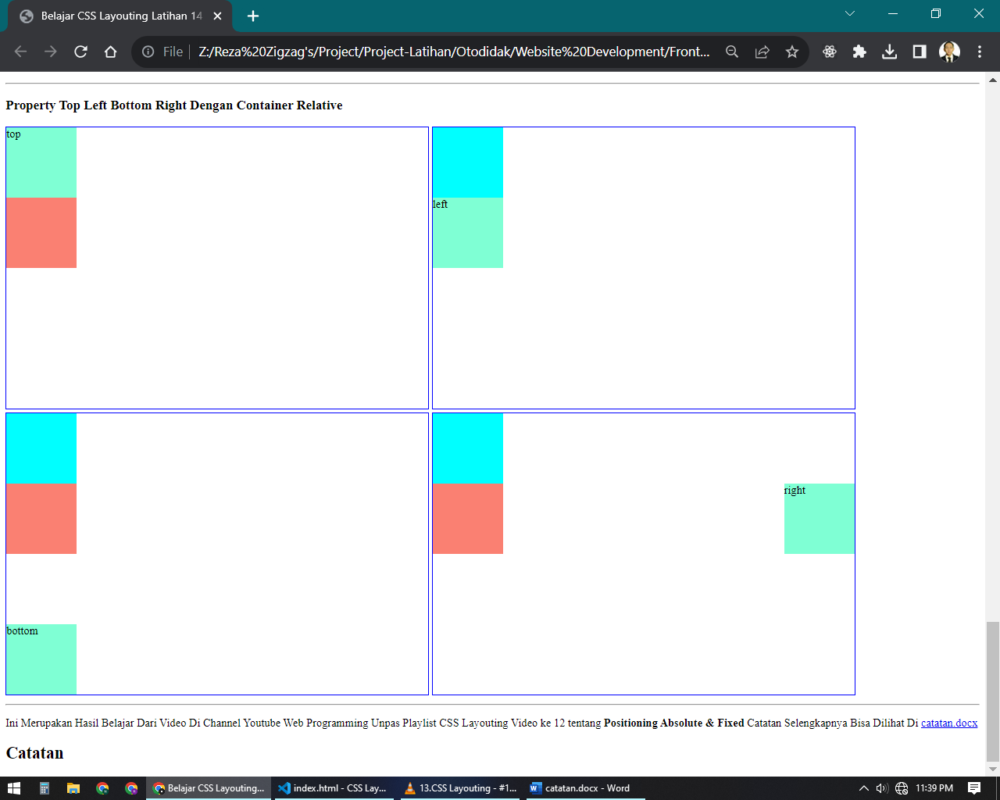 Belajar CSS Layouting Latihan 14
File
Z:/Reza%20Zigzag's/Project/Project-Latihan/Otodidak/Website%20Development/Front...
Property Top Left Bottom Right Dengan Container Relative
top
left
right
bottom
Ini Merupakan Hasil Belajar Dari Video Di Channel Youtube Web Programming Unpas Playlist CSS Layouting Video ke 12 tentang Positioning Absolute & Fixed Catatan Selengkapnya Bisa Dilihat Di catatan.docx
Catatan
Belajar CSS Layouting...
index.html - CSS Lay...
13.CSS Layouting - #1...
catatan.docx - Word
11:39 PM